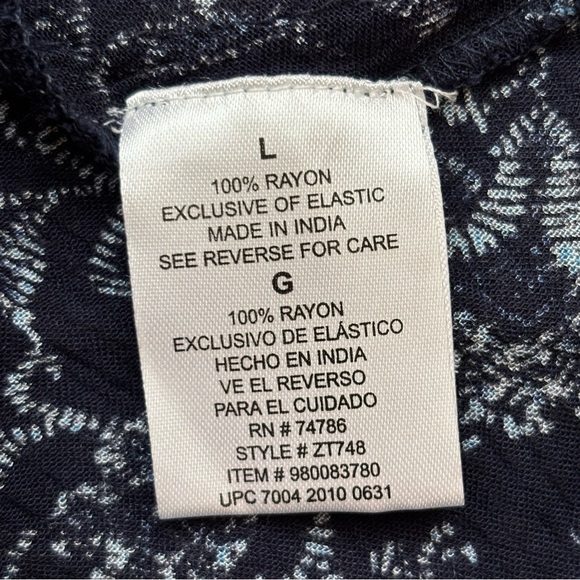 L
100% RAYON
EXCLUSIVE OF ELASTIC
MADE IN INDIA
SEE REVERSE FOR CARE
G
100% RAYON
EXCLUSIVO DE ELÁSTICO
HECHO EN INDIA
VE EL REVERSO
PARA EL CUIDADO
RN # 74786
STYLE # ZT748
ITEM # 980083780
UPC 7004 2010 0631